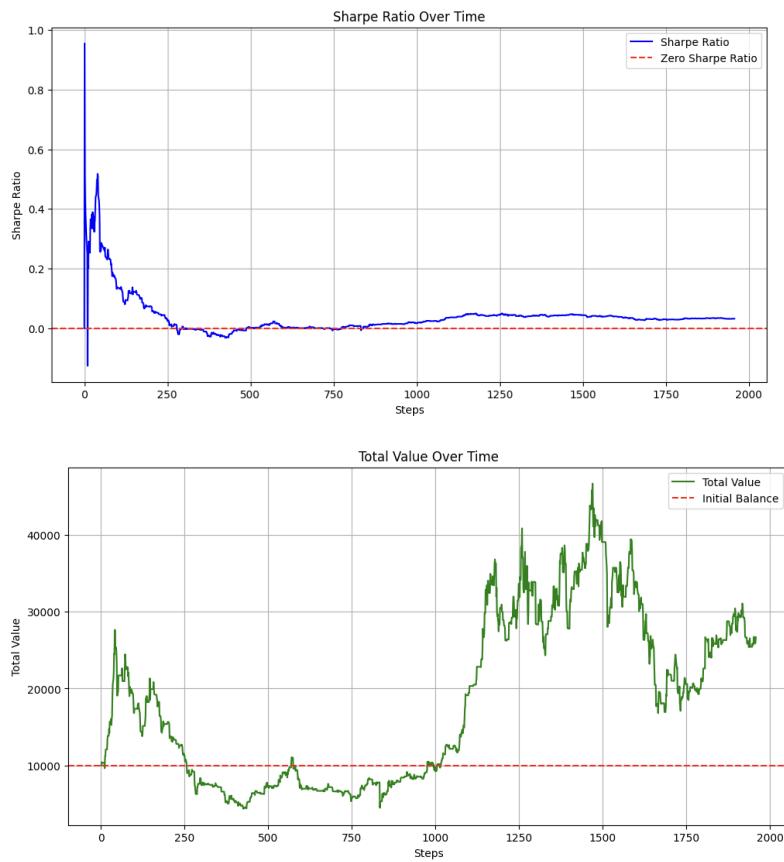 Sharpe Ratio Over Time
1.0
0.8
0.6
0.4
0.2
0.0
Sharpe Ratio
Sharpe Ratio
Zero Sharpe Ratio
0
250
500
750
1000
1250
1500
1750
2000
Steps
Total Value Over Time
40000
30000
20000
10000
Total Value
Total Value
Initial Balance
0
250
500
750
1000
1250
1500
1750
2000
Steps